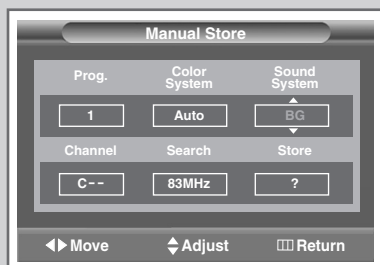 Manual Store
Prog. Color System Sound System
1 Auto BG
Channel Search Store
C-- 83MHz ?
Move Adjust Return